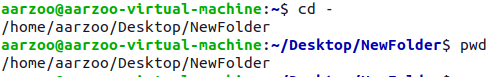 aarzoo@aarzoo-virtual-machine:~$ cd -
/home/aarzoo/Desktop/NewFolder
aarzoo@aarzoo-virtual-machine:~/Desktop/NewFolder$ pwd
/home/aarzoo/Desktop/NewFolder